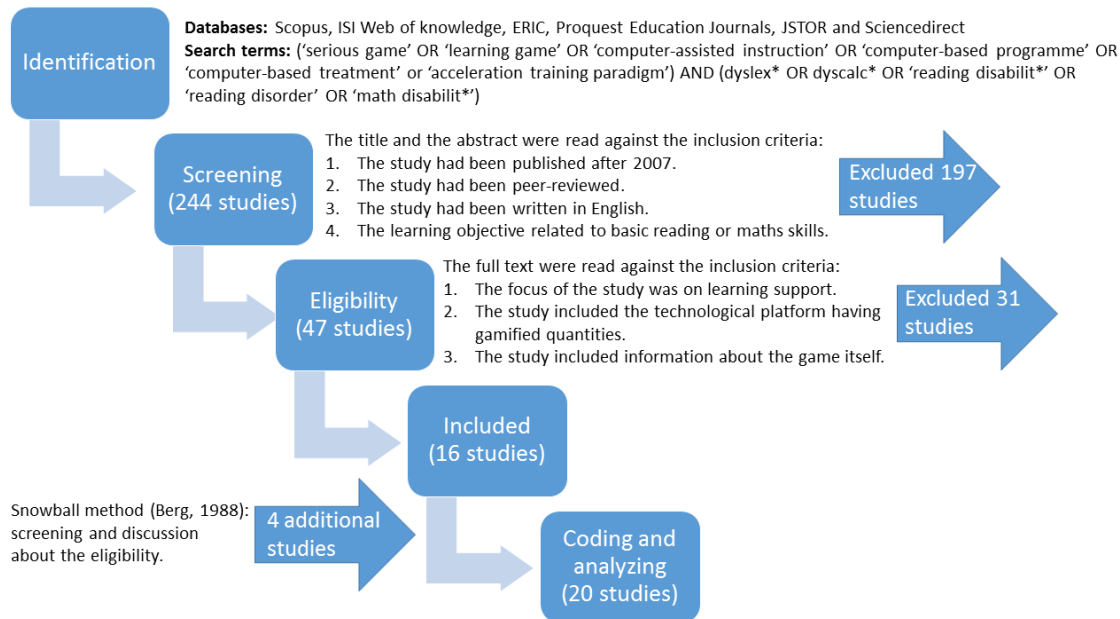 Identification
Databases: Scopus, ISI Web of knowledge, ERIC, Proquest Education Journals, JSTOR and Sciencedirect
Search terms: (‘serious game’ OR ‘learning game’ OR ‘computer-assisted instruction’ OR ‘computer-based programme’ OR
‘computer-based treatment’ or ‘acceleration training paradigm’) AND (dyslex* OR dyscalc* OR ‘reading disabilit*’ OR
‘reading disorder’ OR ‘math disabilit*’)
Screening
(244 studies)
The title and the abstract were read against the inclusion criteria:
1. The study had been published after 2007.
2. The study had been peer-reviewed.
3. The study had been written in English.
4. The learning objective related to basic reading or maths skills.
Excluded 197
studies
Eligibility
(47 studies)
The full text were read against the inclusion criteria:
1. The focus of the study was on learning support.
2. The study included the technological platform having
gamified quantities.
3. The study included information about the game itself.
Excluded 31
studies
Included
(16 studies)
Snowball method (Berg, 1988):
screening and discussion
about the eligibility.
4 additional
studies
Coding and
analyzing
(20 studies)